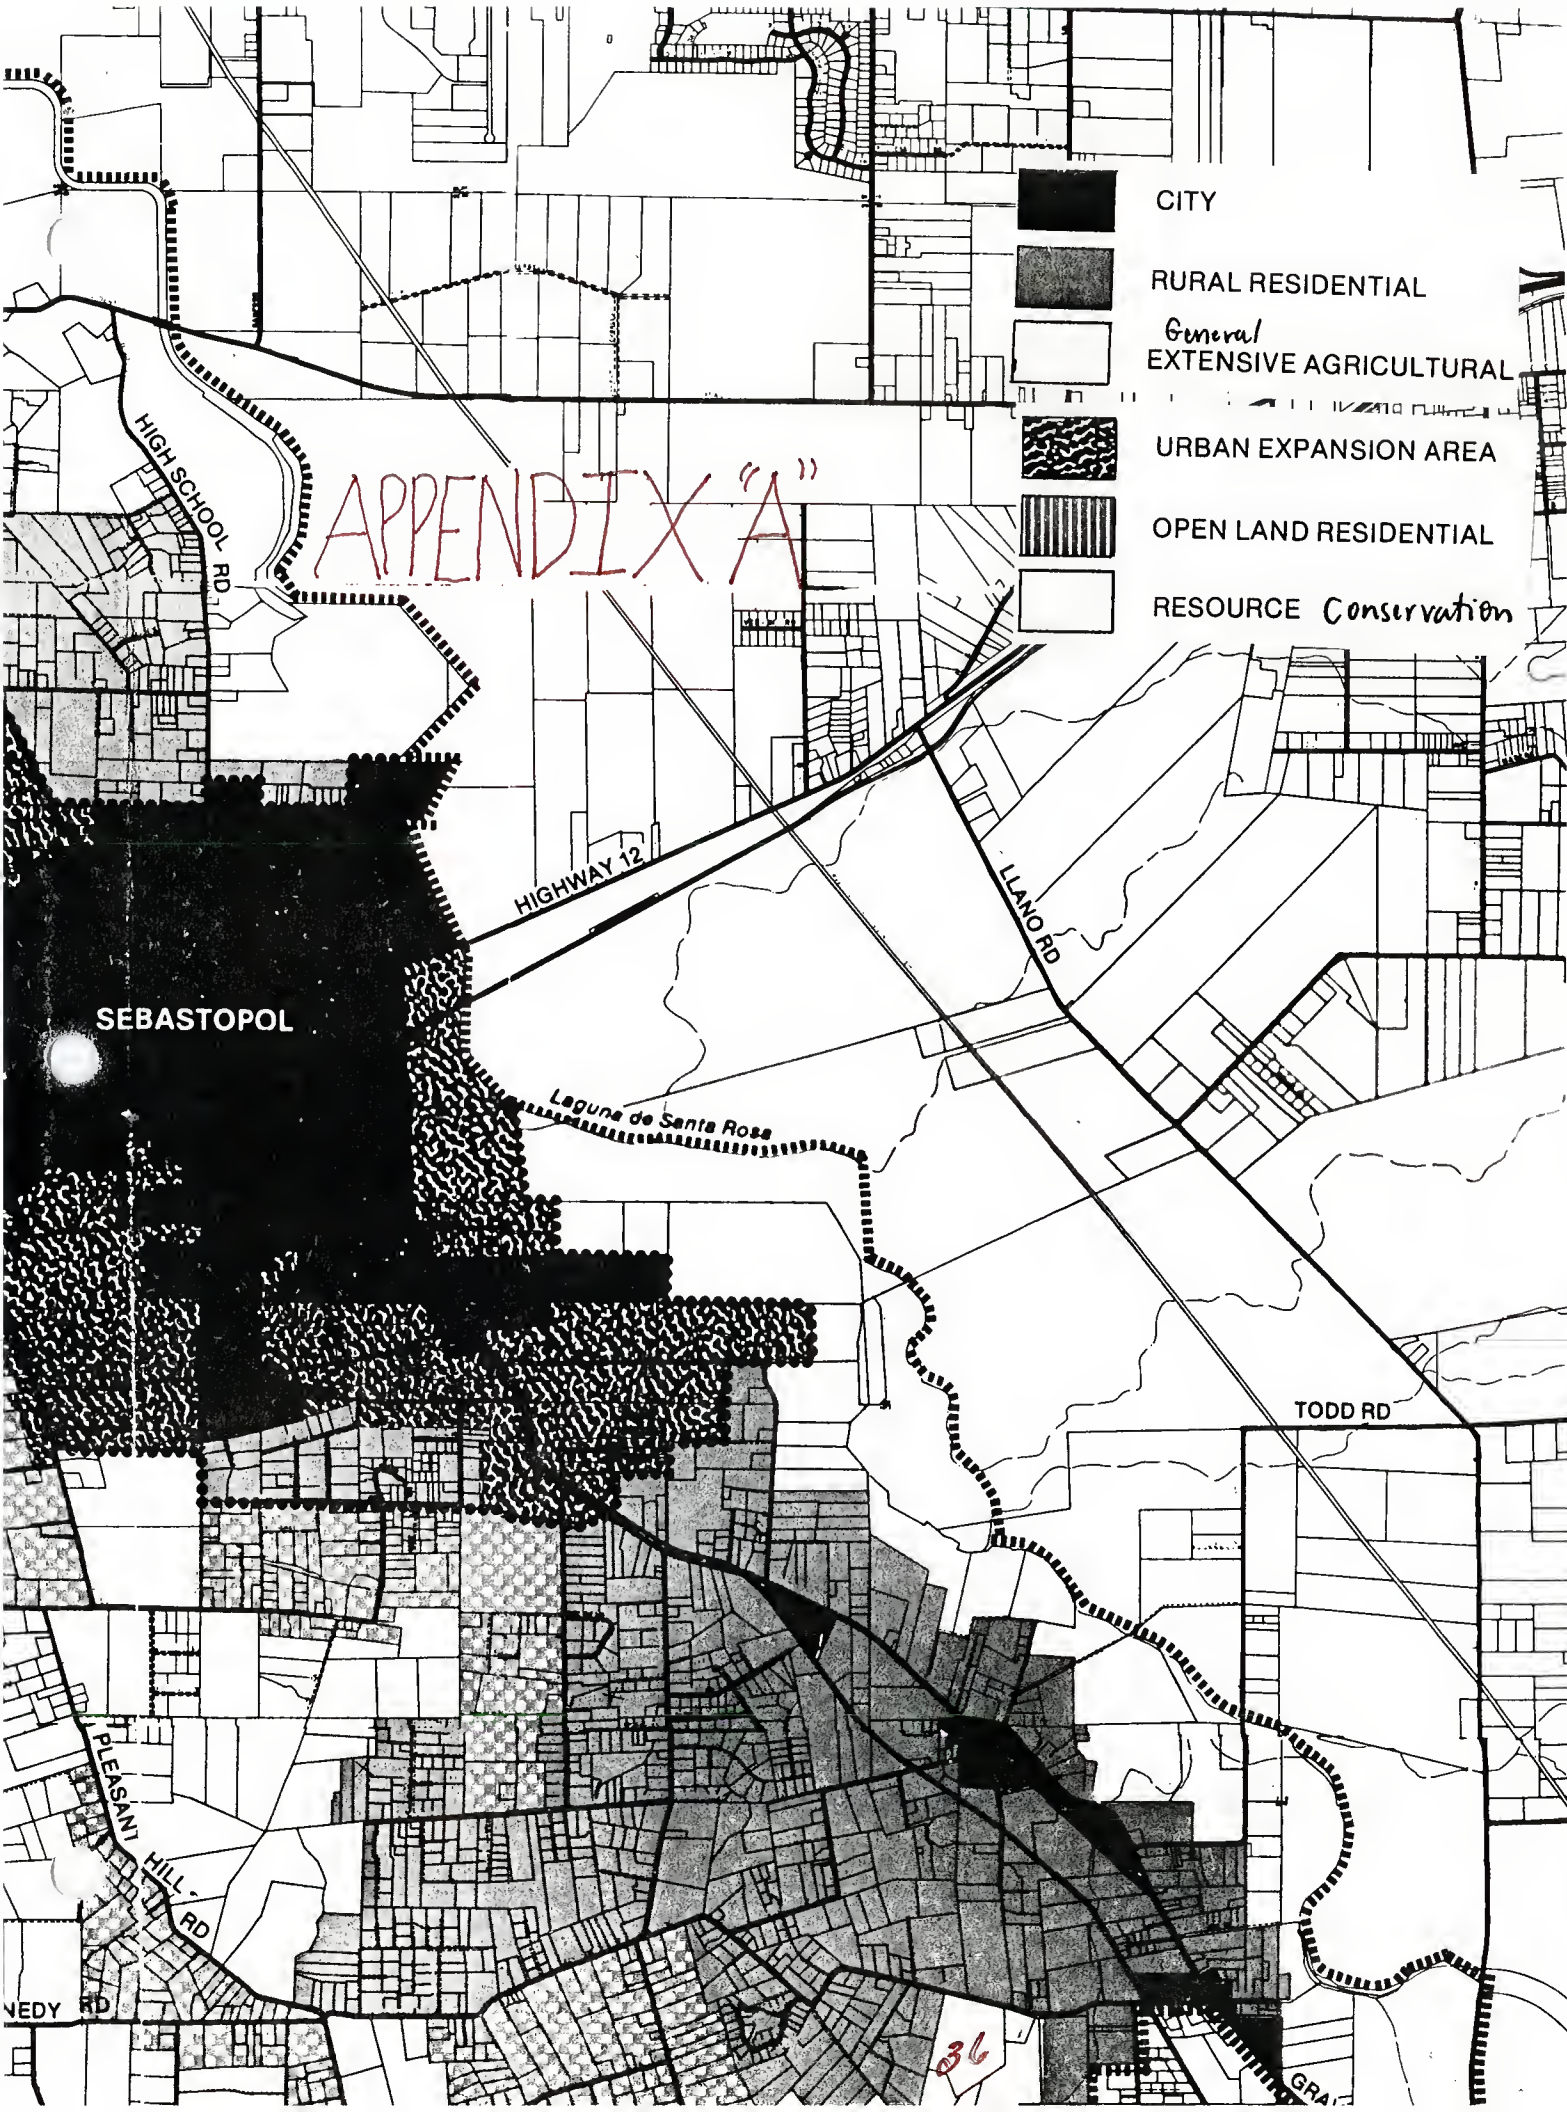 CITY
RURAL RESIDENTIAL
General
EXTENSIVE AGRICULTURAL
URBAN EXPANSION AREA
OPEN LAND RESIDENTIAL
RESOURCE Conservation
HIGH SCHOOL RD
APPENDIX "A"
HIGHWAY 12
LLANO RD
SEBASTOPOL
Laguna de Santa Rosa
TODD RD
PLEASANT HILL RD
NEDY RD
36
GRA